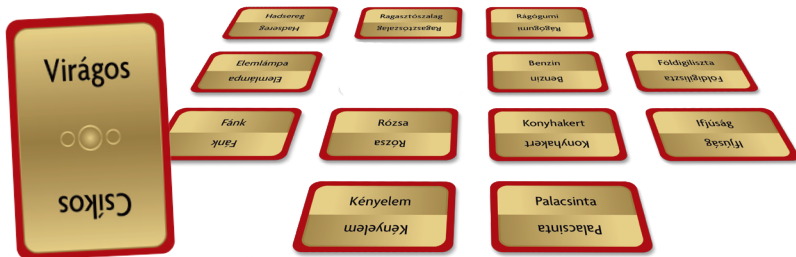 Virágos
Csíkos
Hadsereg
Hadsereg
Ragasztószalag
Ragasztószalag
Rágógumi
Rágógumi
Elemlámpa
Elemlámpa
Benzin
Benzin
Földigiliszta
Földigiliszta
Fánk
Fánk
Rózsa
Rózsa
Konyhakert
Konyhakert
Ifjúság
Ifjúság
Kényelem
Kényelem
Palacsinta
Palacsinta